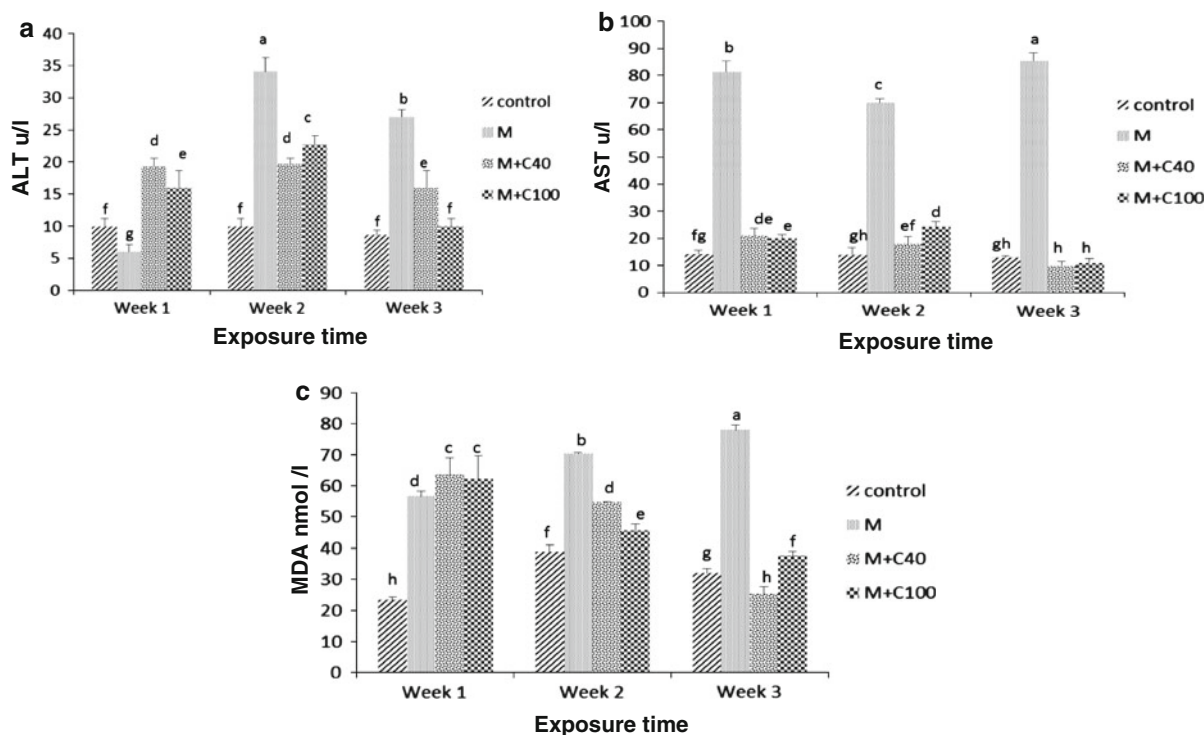 a
ALT u/l
40
35
30
25
20
15
10
5
0
f g d e
f a d c
f b e f
Week 1 Week 2 Week 3
Exposure time
control
M
M+C40
M+C100
b
AST u/l
100
90
80
70
60
50
40
30
20
10
0
fg b de e
gh c ef d
gh a h h
Week 1 Week 2 Week 3
Exposure time
control
M
M+C40
M+C100
c
MDA nmol /l
90
80
70
60
50
40
30
20
10
0
h d c c
f b d e
g a h f
Week 1 Week 2 Week 3
Exposure time
control
M
M+C40
M+C100